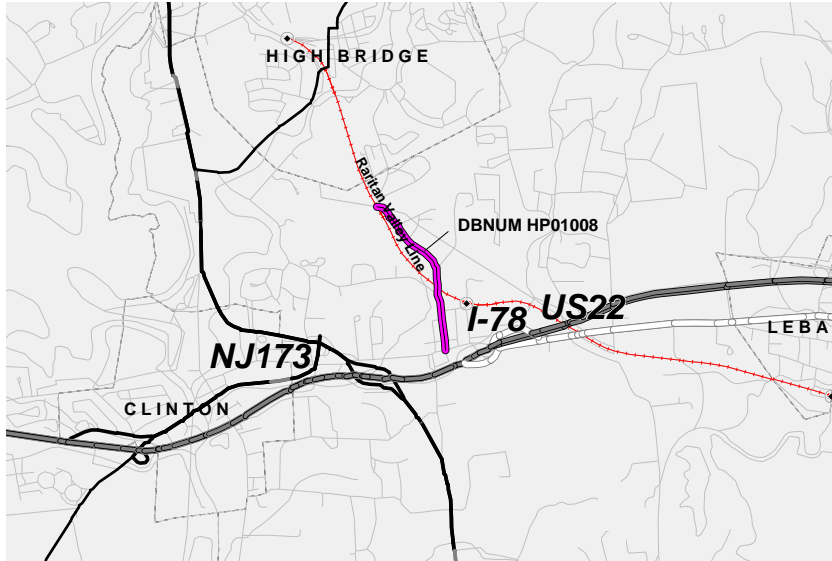 HIGH BRIDGE
Raritan Valley Line
DBNUM HP01008
I-78
US22
LEBA
NJ173
CLINTON